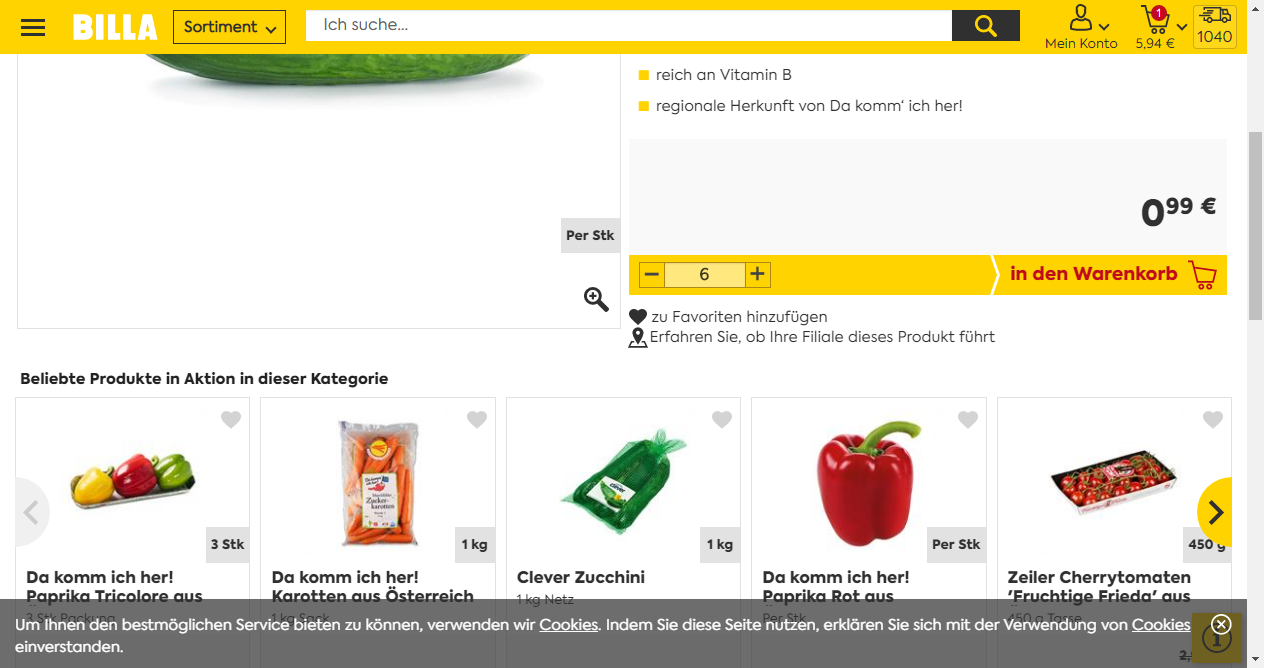 BILLA
Sortiment
Ich suche...
Mein Konto
1
5,94 €
1040
reich an Vitamin B
regionale Herkunft von Da komm‘ ich her!
0 99 €
Per Stk
6
in den Warenkorb
zu Favoriten hinzufügen
Erfahren Sie, ob Ihre Filiale dieses Produkt führt
Beliebte Produkte in Aktion in dieser Kategorie
3 Stk
1 kg
1 kg
Per Stk
450 g
Da komm ich her!
Paprika Tricolore aus
3 Stk Packung
Da komm ich her!
Karotten aus Österreich
1 kg Sack
Clever Zucchini
1 kg Netz
Da komm ich her!
Paprika Rot aus
Per Stk
Zeiler Cherrytomaten
'Fruchtige Frieda' aus
450 g Tasse
Um Ihnen den bestmöglichen Service bieten zu können, verwenden wir Cookies. Indem Sie diese Seite nutzen, erklären Sie sich mit der Verwendung von Cookies
einverstanden.